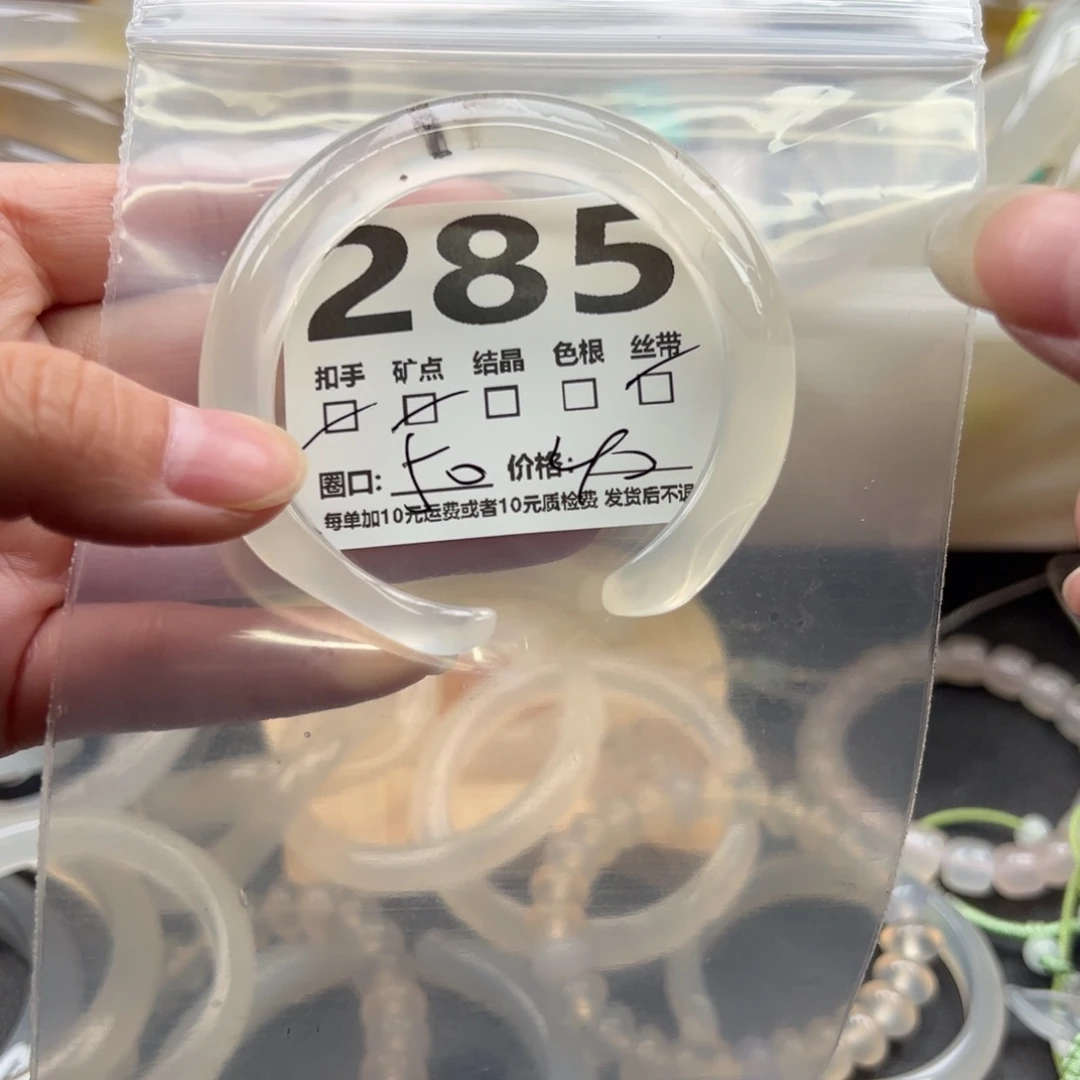 285
扣手 矿点 结晶 色根 丝带
圈口: 50 价格:
每单加10元运费或者10元质检费 发货后不退